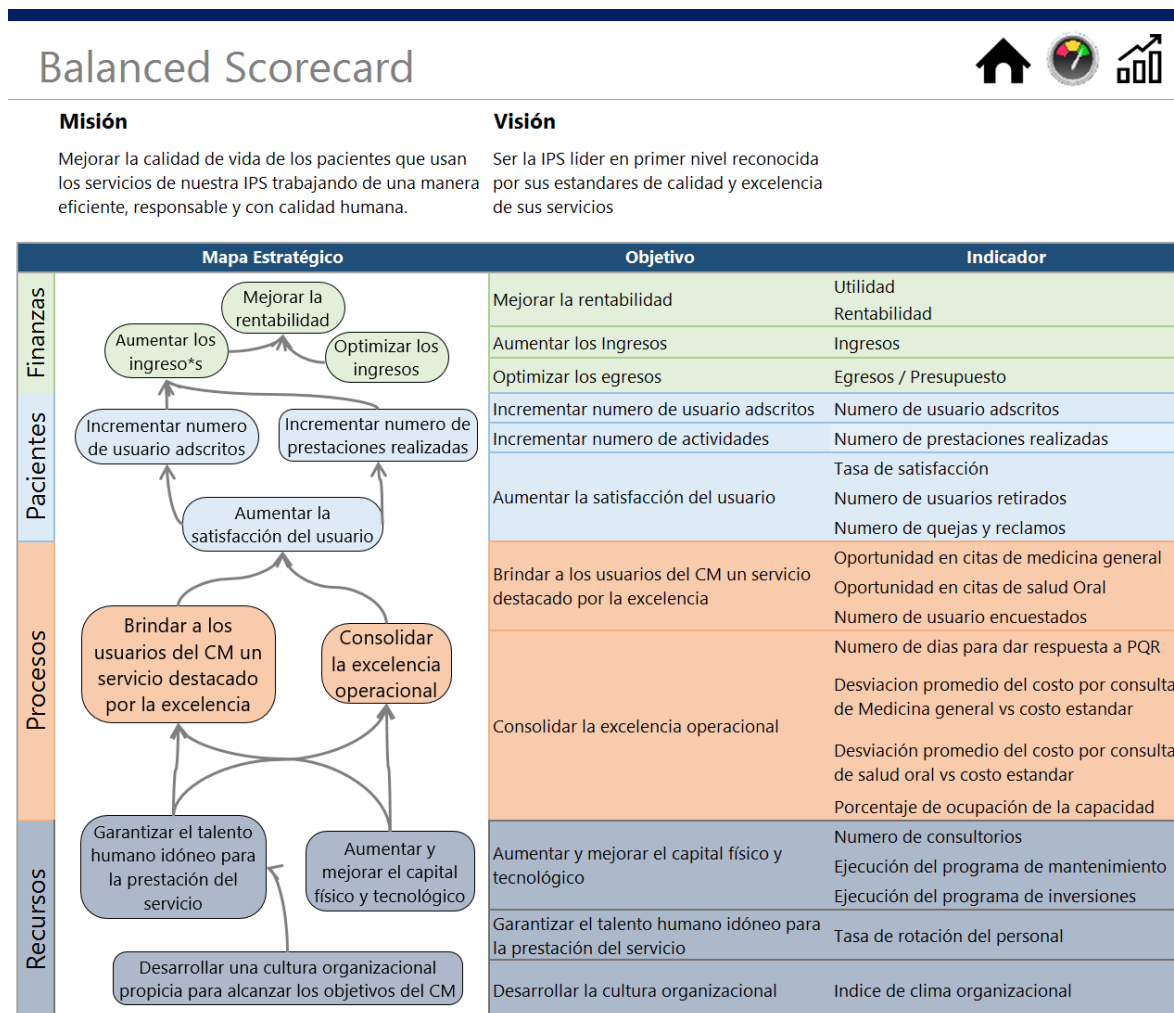 Balanced Scorecard
Misión
Mejorar la calidad de vida de los pacientes que usan
los servicios de nuestra IPS trabajando de una manera
eficiente, responsable y con calidad humana.
Visión
Ser la IPS lider en primer nivel reconocida
por sus estandares de calidad y excelencia
de sus servicios
Mapa Estratégico
Objetivo
Indicador
Finanzas
Mejorar la
rentabilidad
Aumentar los
ingreso*s
Optimizar los
ingresos
Mejorar la rentabilidad
Utilidad
Rentabilidad
Aumentar los Ingresos
Ingresos
Optimizar los egresos
Egresos / Presupuesto
Pacientes
Incrementar numero
de usuario adscritos
Incrementar numero de
prestaciones realizadas
Aumentar la
satisfacción del usuario
Incrementar numero de usuario adscritos
Numero de usuario adscritos
Incrementar numero de actividades
Numero de prestaciones realizadas
Aumentar la satisfacción del usuario
Tasa de satisfacción
Numero de usuarios retirados
Numero de quejas y reclamos
Procesos
Brindar a los
usuarios del CM un
servicio destacado
por la excelencia
Consolidar
la excelencia
operacional
Brindar a los usuarios del CM un servicio
destacado por la excelencia
Oportunidad en citas de medicina general
Oportunidad en citas de salud Oral
Numero de usuario encuestados
Consolidar la excelencia operacional
Numero de dias para dar respuesta a PQR
Desviacion promedio del costo por consulta
de Medicina general vs costo estandar
Desviación promedio del costo por consulta
de salud oral vs costo estandar
Porcentaje de ocupación de la capacidad
Recursos
Garantizar el talento
humano idóneo para
la prestación del
servicio
Aumentar y
mejorar el capital
físico y tecnológico
Desarrollar una cultura organizacional
propicia para alcanzar los objetivos del CM
Aumentar y mejorar el capital físico y
tecnológico
Numero de consultorios
Ejecución del programa de mantenimiento
Ejecución del programa de inversiones
Garantizar el talento humano idóneo para
la prestación del servicio
Tasa de rotación del personal
Desarrollar la cultura organizacional
Indice de clima organizacional